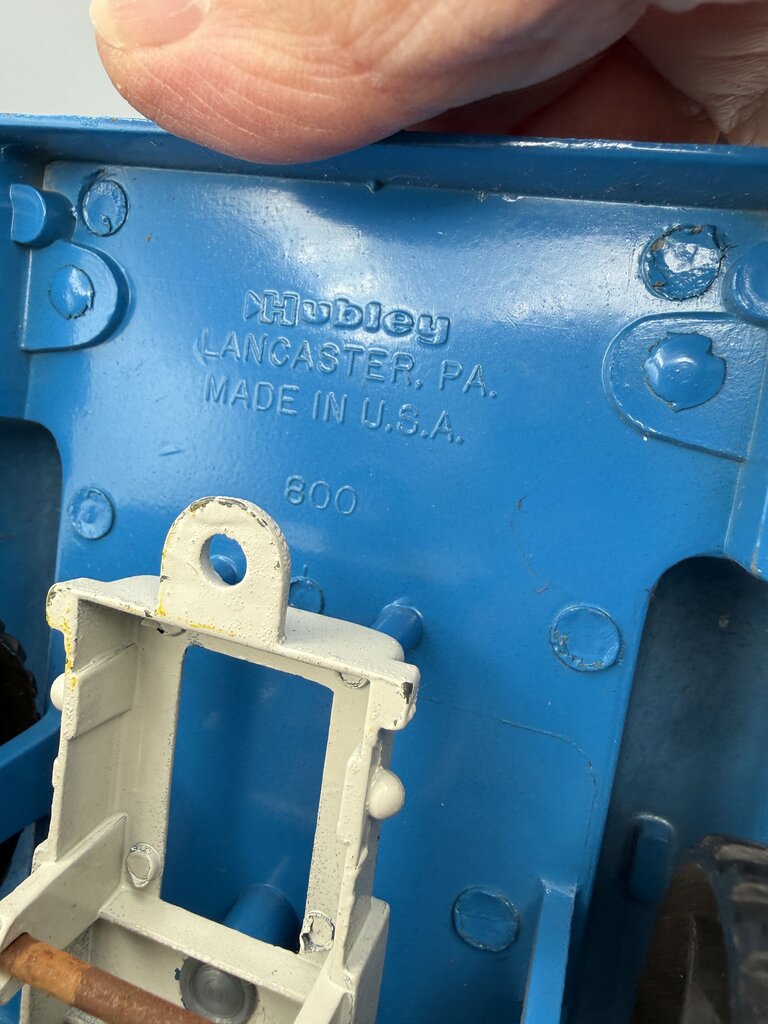 Hubley
LANCASTER, PA.
MADE IN U.S.A.
800